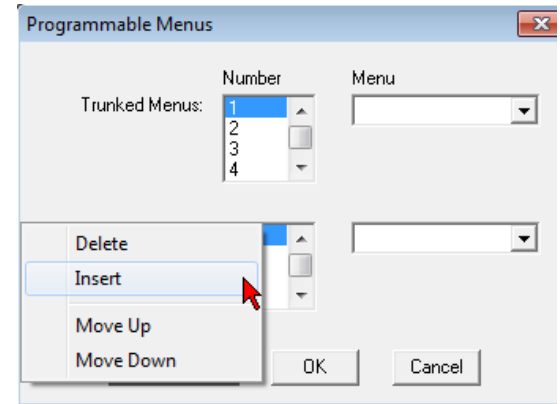 Programmable Menus
Number Menu
Trunked Menus:
1
2
3
4
Delete
Insert
Move Up
Move Down
OK Cancel